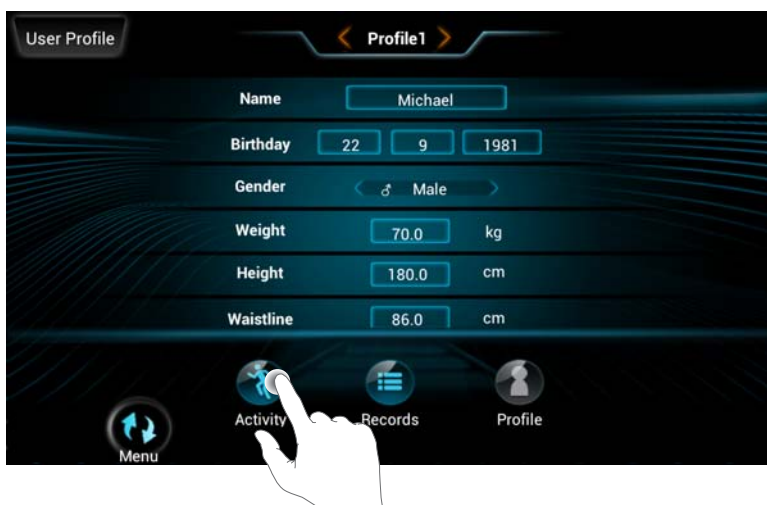 User Profile
Profile1
Name Michael
Birthday 22 9 1981
Gender Male
Weight 70.0 kg
Height 180.0 cm
Waistline 86.0 cm
Activity Records Profile
Menu